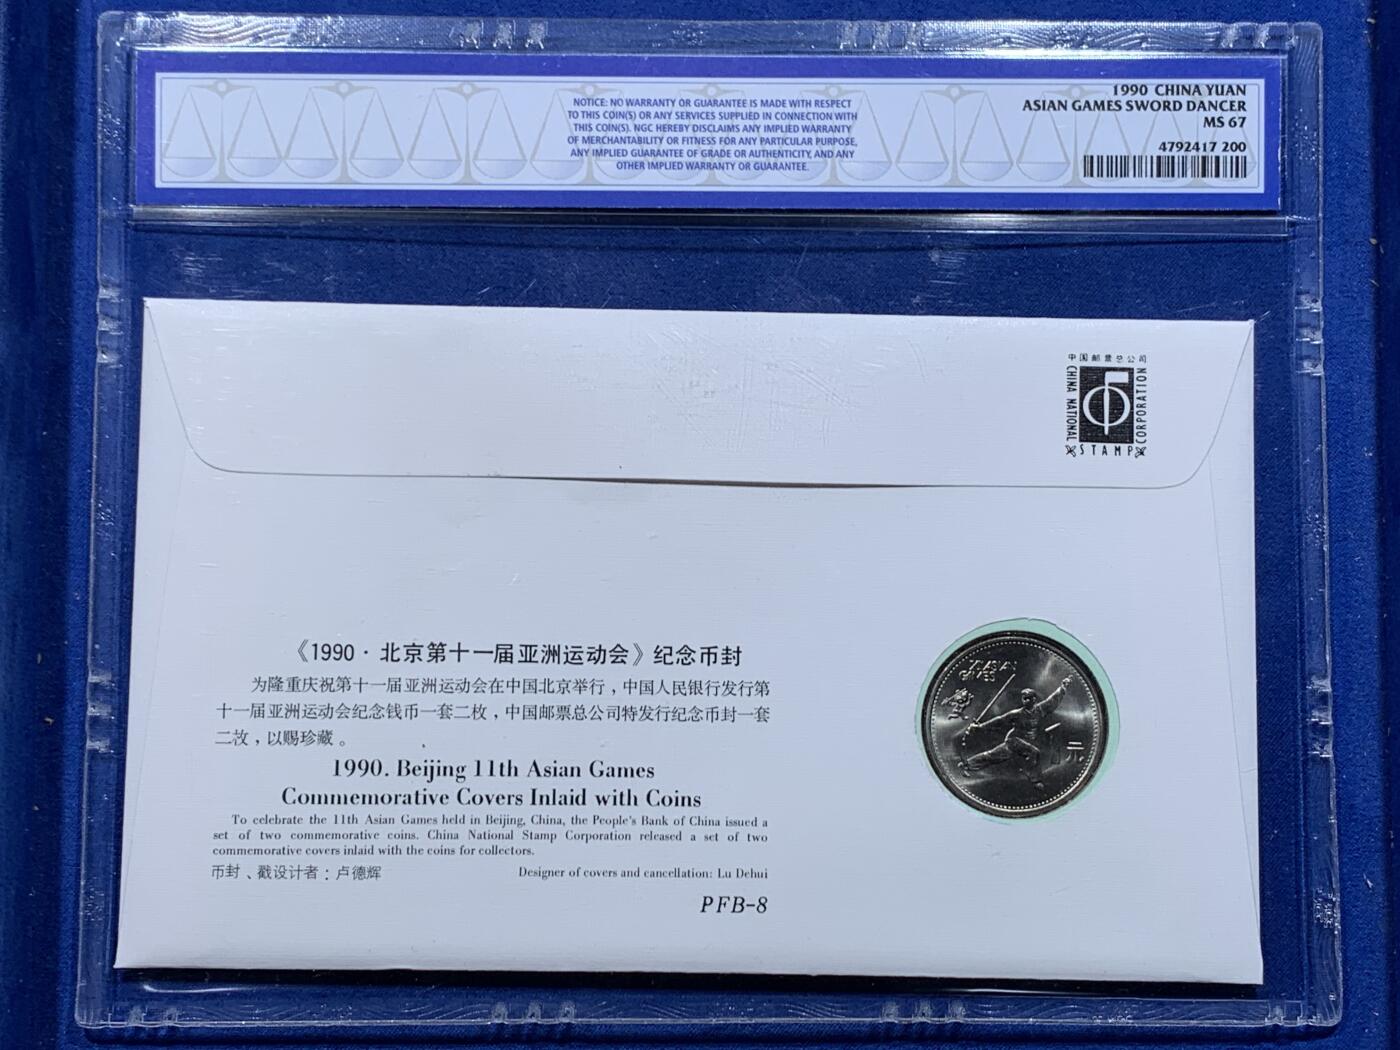 NOTICE: NO WARRANTY OR GUARANTEE IS MADE WITH RESPECT
TO THIS COIN(S) OR ANY SERVICES SUPPLIED IN CONNECTION WITH
THIS COIN(S). NGC HEREBY DISCLAIMS ANY IMPLIED WARRANTY
OF MERCHANTABILITY OR FITNESS FOR ANY PARTICULAR PURPOSE,
ANY IMPLIED GUARANTEE OF GRADE OR AUTHENTICITY, AND ANY
OTHER IMPLIED WARRANTY OR GUARANTEE.
1990 CHINA YUAN
ASIAN GAMES SWORD DANCER
MS 67
4792417 200
中国邮票总公司
CHINA NATIONAL
STAMP
CORPORATION
《1990·北京第十一届亚洲运动会》纪念币封
为隆重庆祝第十一届亚洲运动会在中国北京举行，中国人民银行发行第
十一届亚洲运动会纪念钱币一套二枚，中国邮票总公司特发行纪念币封一套
二枚，以赐珍藏。
1990. Beijing 11th Asian Games
Commemorative Covers Inlaid with Coins
To celebrate the 11th Asian Games held in Beijing, China, the People's Bank of China issued a
set of two commemorative coins. China National Stamp Corporation released a set of two
commemorative covers inlaid with the coins for collectors.
币封、戳设计者：卢德辉
Designer of covers and cancellation: Lu Dehui
PFB-8
XI ASIAN
GAMES
1元